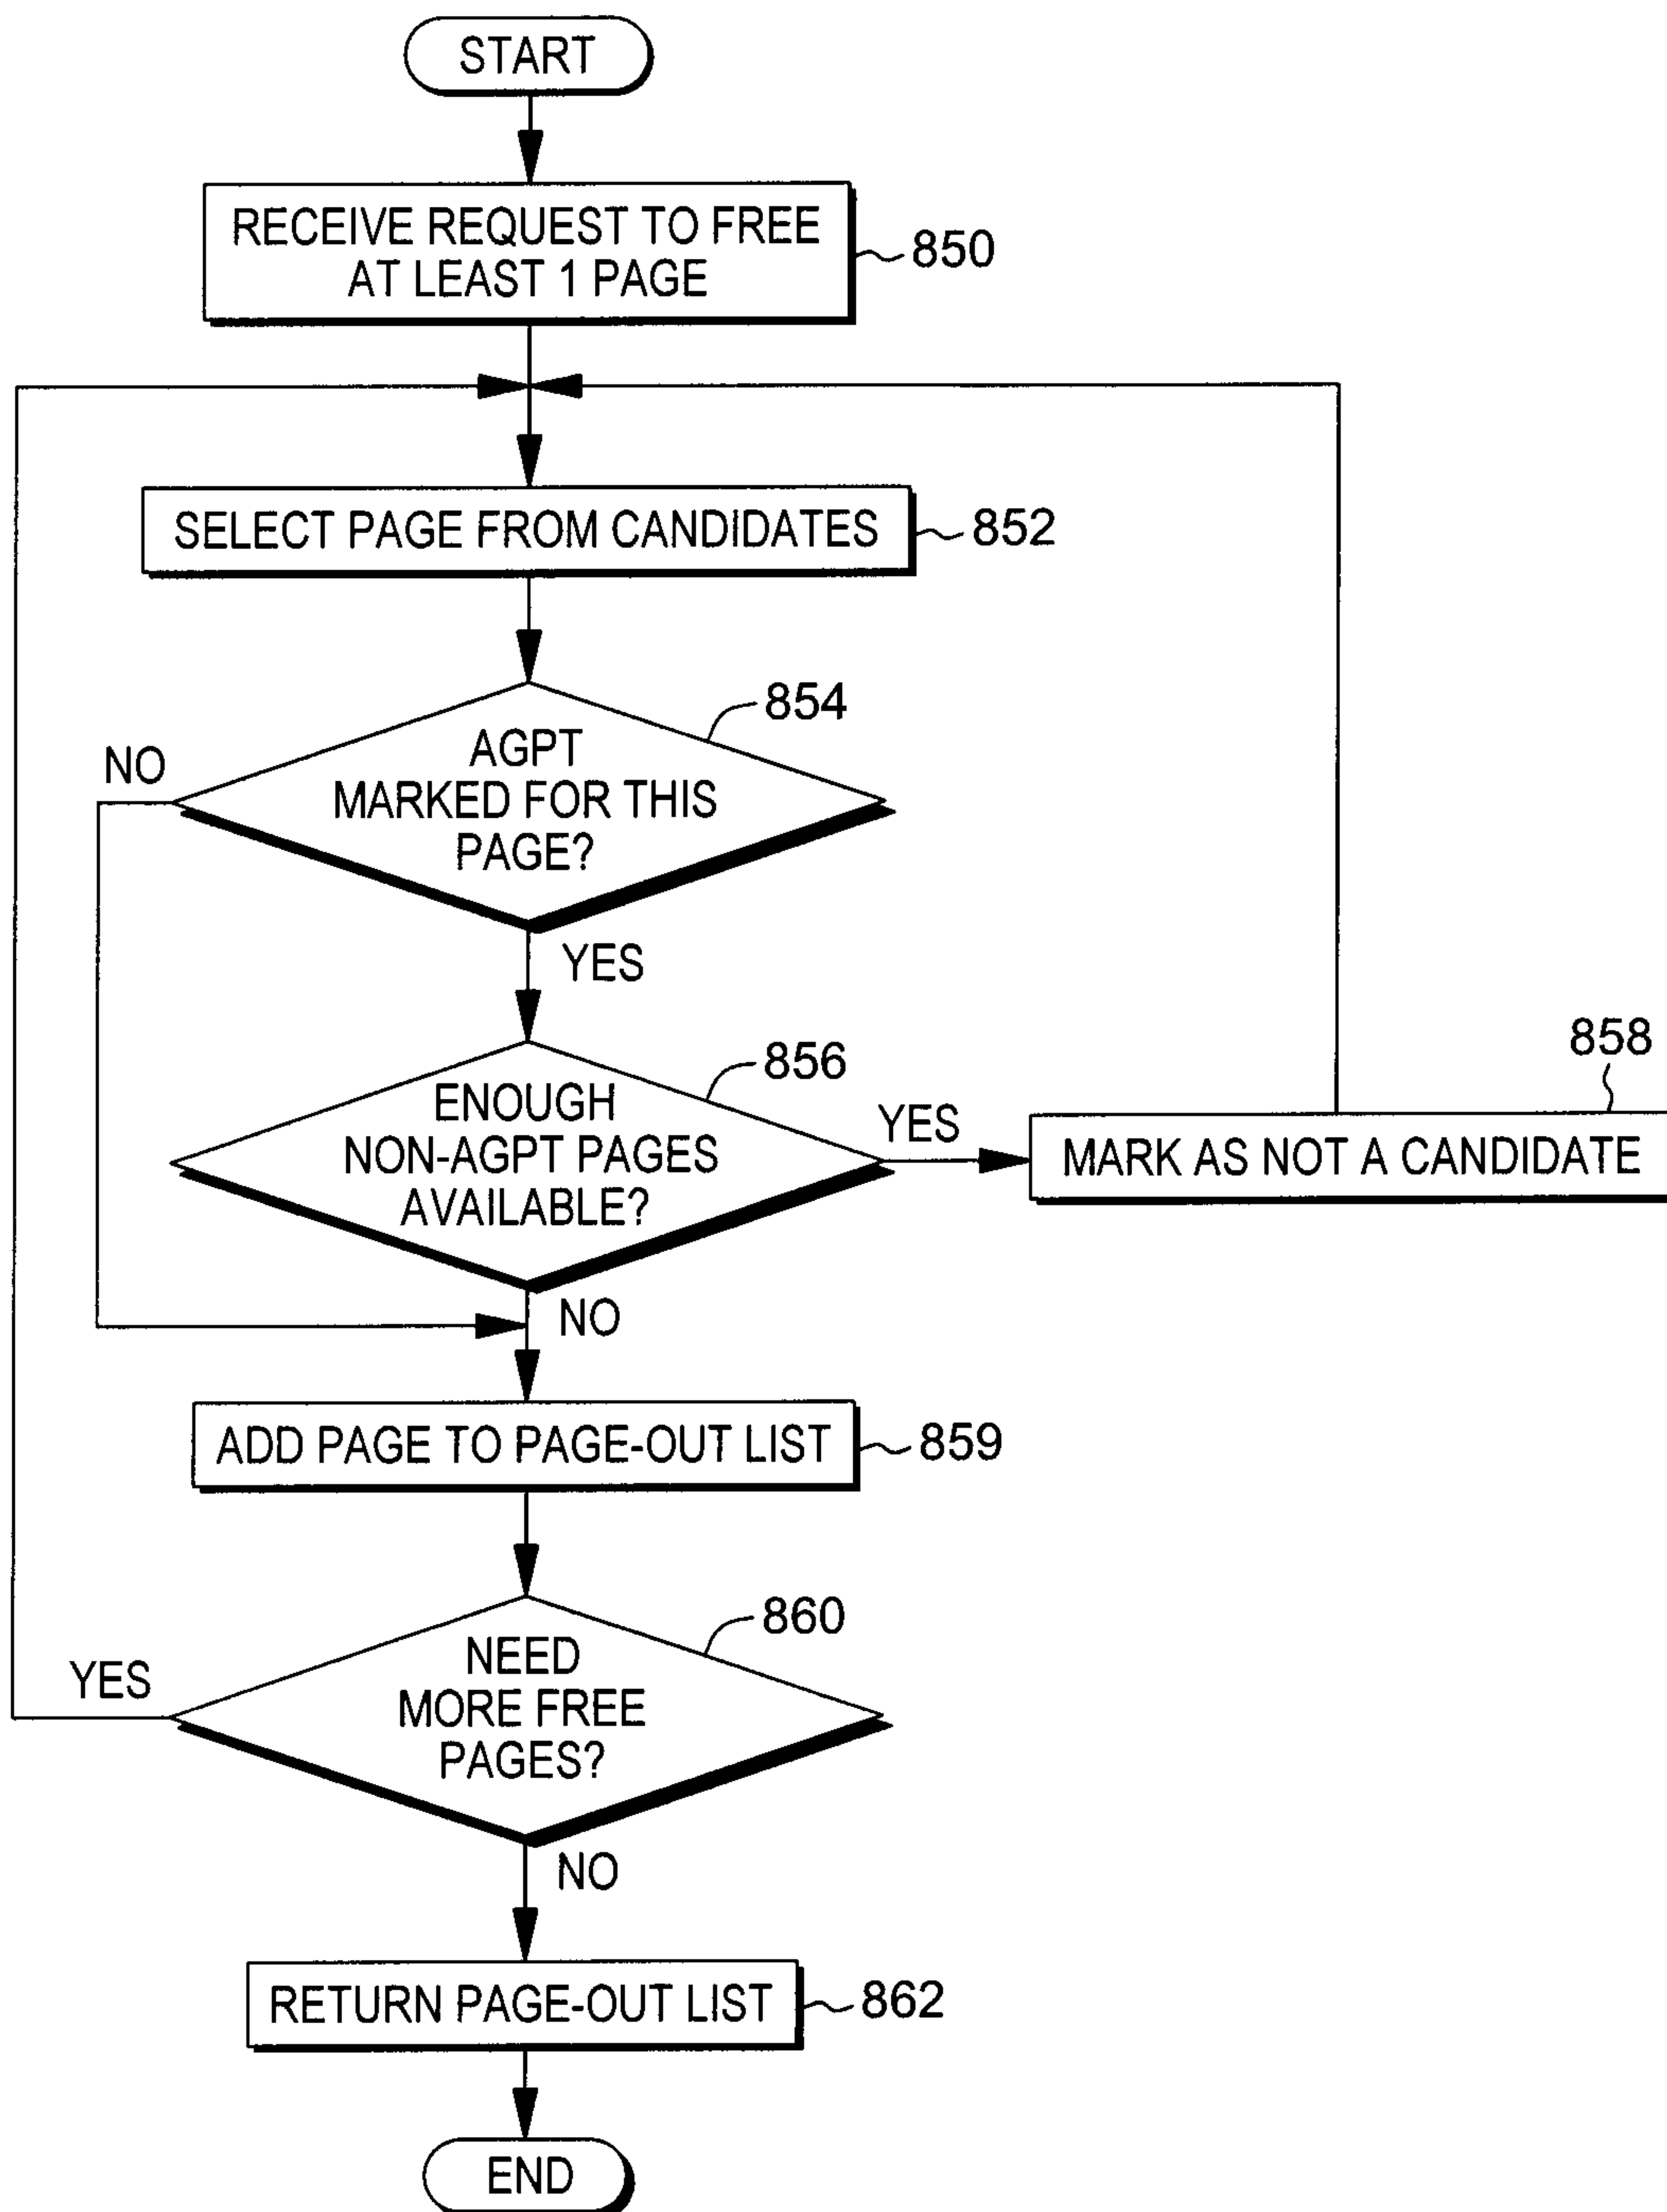 START
RECEIVE REQUEST TO FREE
AT LEAST 1 PAGE
850
SELECT PAGE FROM CANDIDATES
852
854
AGPT
MARKED FOR THIS
PAGE?
NO
YES
856
ENOUGH
NON-AGPT PAGES
AVAILABLE?
YES
858
MARK AS NOT A CANDIDATE
NO
ADD PAGE TO PAGE-OUT LIST
859
860
NEED
MORE FREE
PAGES?
YES
NO
RETURN PAGE-OUT LIST
862
END